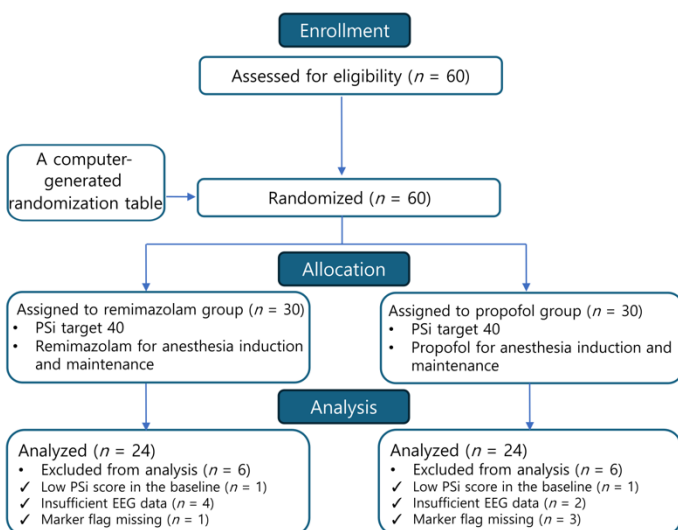 Enrollment
Assessed for eligibility (n = 60)
A
computer-
generated
randomization table
Randomized (n = 60)
Allocation
Assigned to remimazolam group (n = 30)
• PSi target 40
• Remimazolam for anesthesia induction
and maintenance
Assigned to propofol group (n = 30)
• PSi target 40
• Propofol for anesthesia induction and
maintenance
Analysis
Analyzed (n = 24)
• Excluded from analysis (n = 6)
✓ Low PSi score in the baseline (n = 1)
✓ Insufficient EEG data (n = 4)
✓ Marker flag missing (n = 1)
Analyzed (n = 24)
• Excluded from analysis (n = 6)
✓ Low PSi score in the baseline (n = 1)
✓ Insufficient EEG data (n = 2)
✓ Marker flag missing (n = 3)